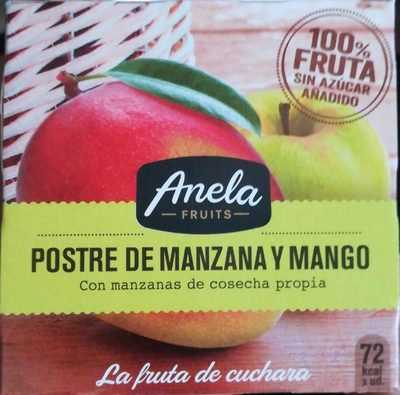 100%
FRUTA
SIN AZÚCAR
AÑADIDO
Anela
FRUITS
POSTRE DE MANZANA Y MANGO
Con manzanas de cosecha propia
La fruta de cuchara
72
kcal
x ud.